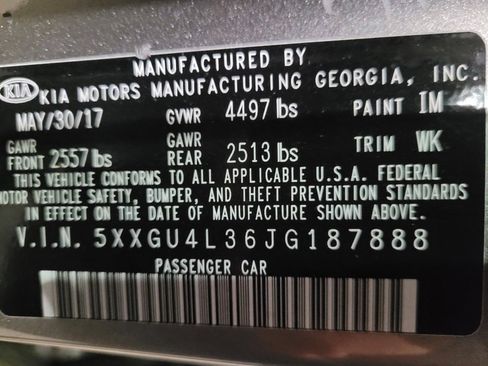 MANUFACTURED BY
KIA KIA MOTORS MANUFACTURING GEORGIA, INC.
MAY/30/17 GVWR 4497 lbs PAINT IM
GAWR FRONT 2557 lbs GAWR REAR 2513 lbs TRIM WK
THIS VEHICLE CONFORMS TO ALL APPLICABLE U.S.A. FEDERAL
MOTOR VEHICLE SAFETY, BUMPER, AND THEFT PREVENTION STANDARDS
IN EFFECT ON THE DATE OF MANUFACTURE SHOWN ABOVE.
V.I.N. 5XXGU4L36JG187888
PASSENGER CAR